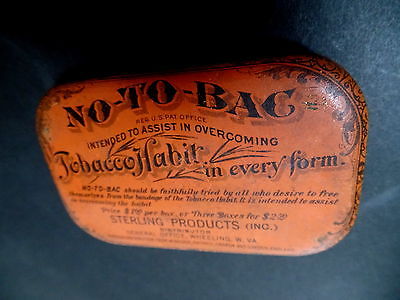 NO-TO-BAC
REG. U.S. PAT. OFFICE
INTENDED TO ASSIST IN OVERCOMING
Tobacco Habit in every form.
NO-TO-BAC should be faithfully tried by all who desire to free
themselves from the bondage of the Tobacco Habit. It is intended to assist
in overcoming the habit
Price $1.00 per box, or Three Boxes for $2.50
STERLING PRODUCTS (INC.)
DISTRIBUTOR
GENERAL OFFICE, WHEELING, W. VA.